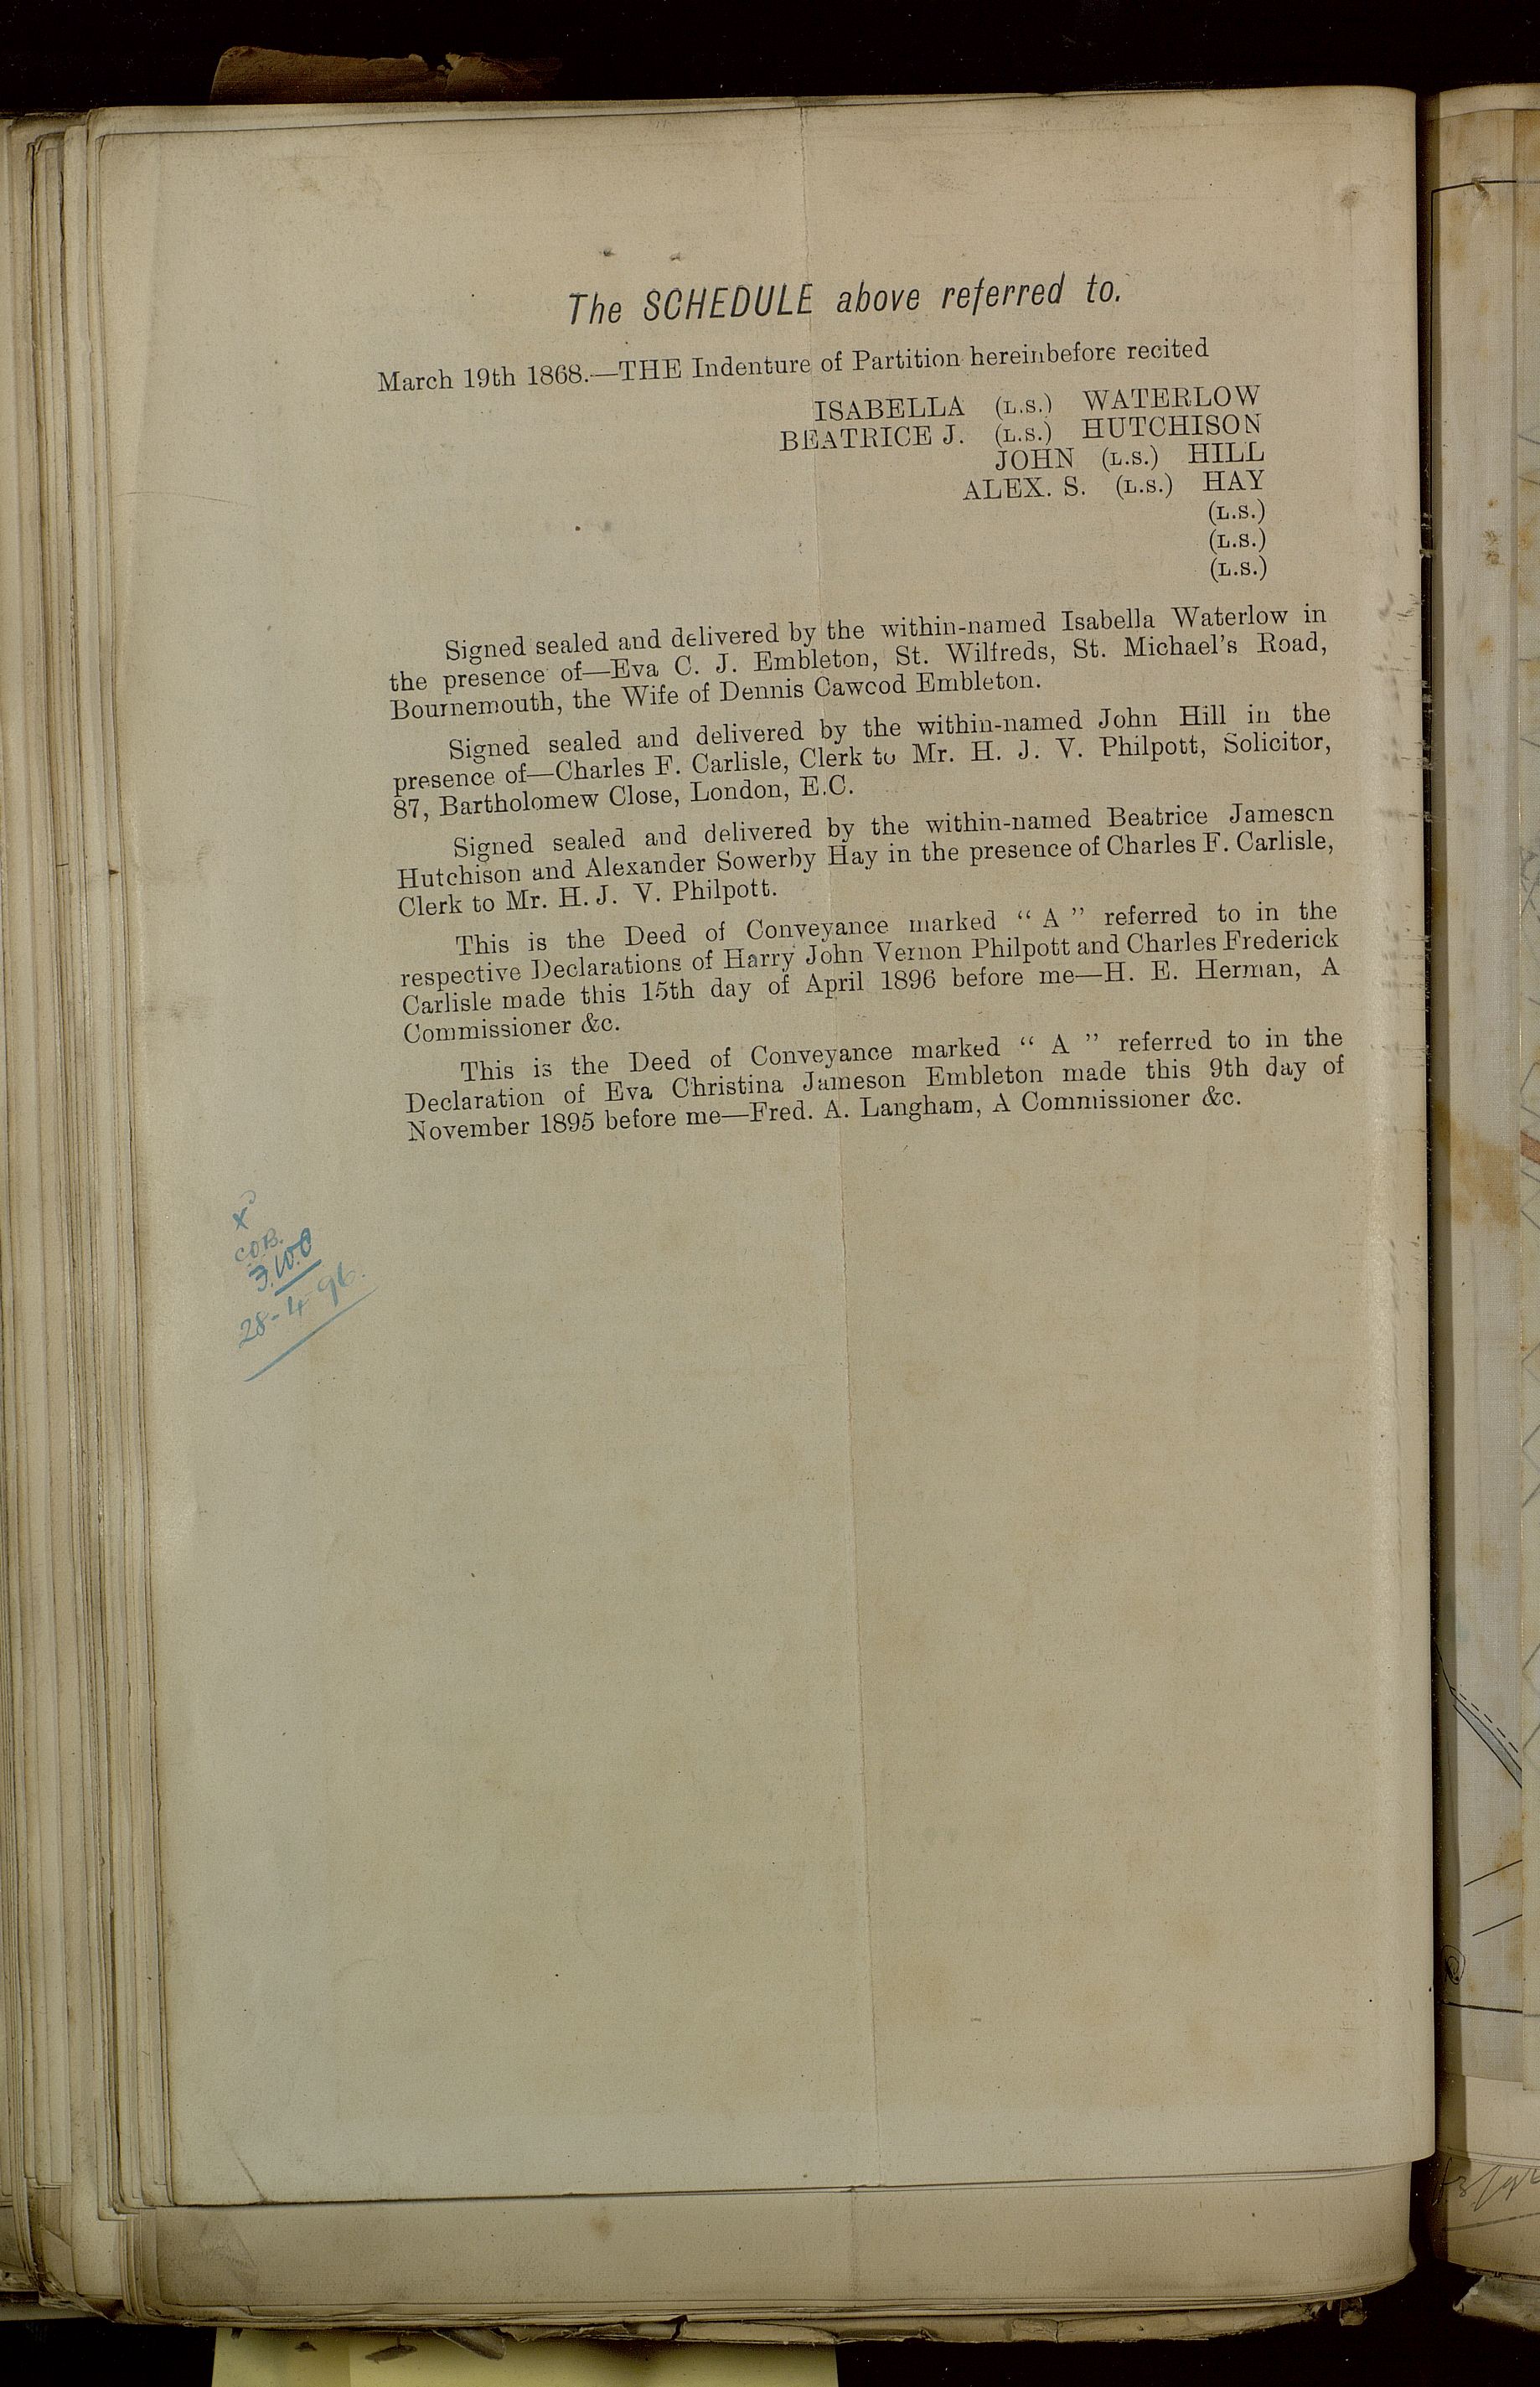 The SCHEDULE above referred to.
March 19th 1868.—THE Indenture of Partition hereinbefore recited
ISABELLA (L.S.) WATERLOW
BEATRICE J. (L.S.) HUTCHISON
JOHN (L.S.) HILL
ALEX. S. (L.S.) HAY
(L.S.)
(L.S.)
(L.S.)
Signed sealed and delivered by the within-named Isabella Waterlow in
the presence of—Eva C. J. Embleton, St. Wilfreds, St. Michael's Road,
Bournemouth, the Wife of Dennis Cawcod Embleton.
Signed sealed and delivered by the within-named John Hill in the
presence of—Charles F. Carlisle, Clerk to Mr. H. J. V. Philpott, Solicitor,
87, Bartholomew Close, London, E.C.
Signed sealed and delivered by the within-named Beatrice Jameson
Hutchison and Alexander Sowerby Hay in the presence of Charles F. Carlisle,
Clerk to Mr. H. J. V. Philpott.
This is the Deed of Conveyance marked “ A ” referred to in the
respective Declarations of Harry John Vernon Philpott and Charles Frederick
Carlisle made this 15th day of April 1896 before me—H. E. Herman, A
Commissioner &c.
This is the Deed of Conveyance marked “ A ” referred to in the
Declaration of Eva Christina Jameson Embleton made this 9th day of
November 1895 before me—Fred. A. Langham, A Commissioner &c.
x
C.O.B.
3.10.0
28-4-96.